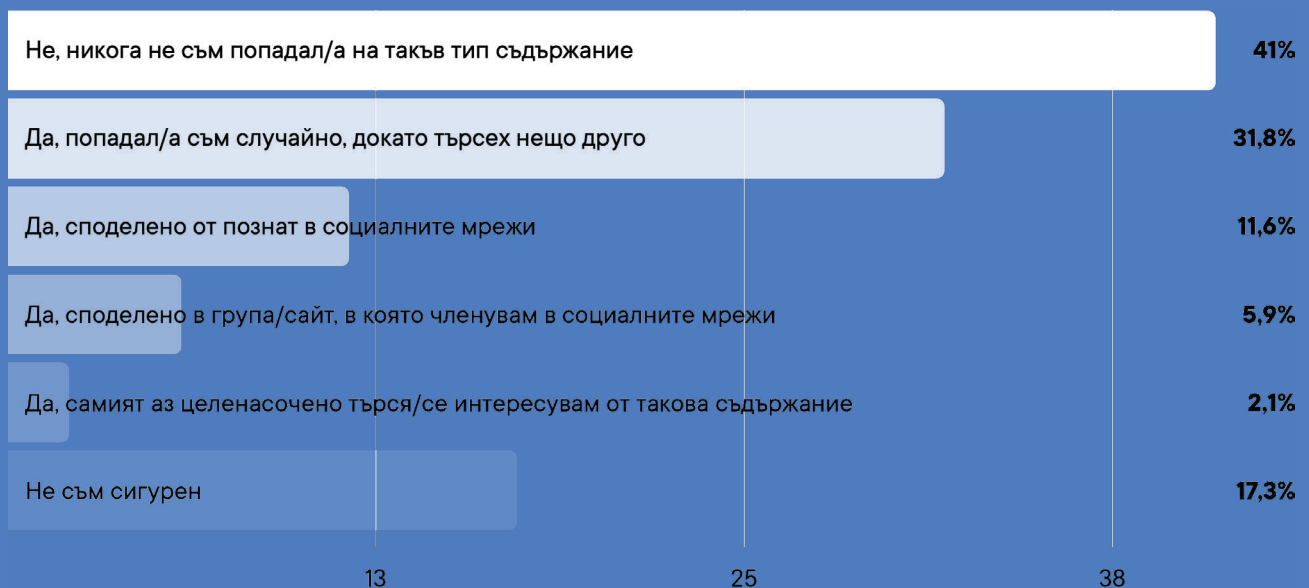 Не, никога не съм попадал/а на такъв тип съдържание 41%
Да, попадал/а съм случайно, докато търсех нещо друго 31,8%
Да, споделено от познат в социалните мрежи 11,6%
Да, споделено в група/сайт, в която членувам в социалните мрежи 5,9%
Да, самият аз целенасочено търся/се интересувам от такова съдържание 2,1%
Не съм сигурен 17,3%
13 25 38